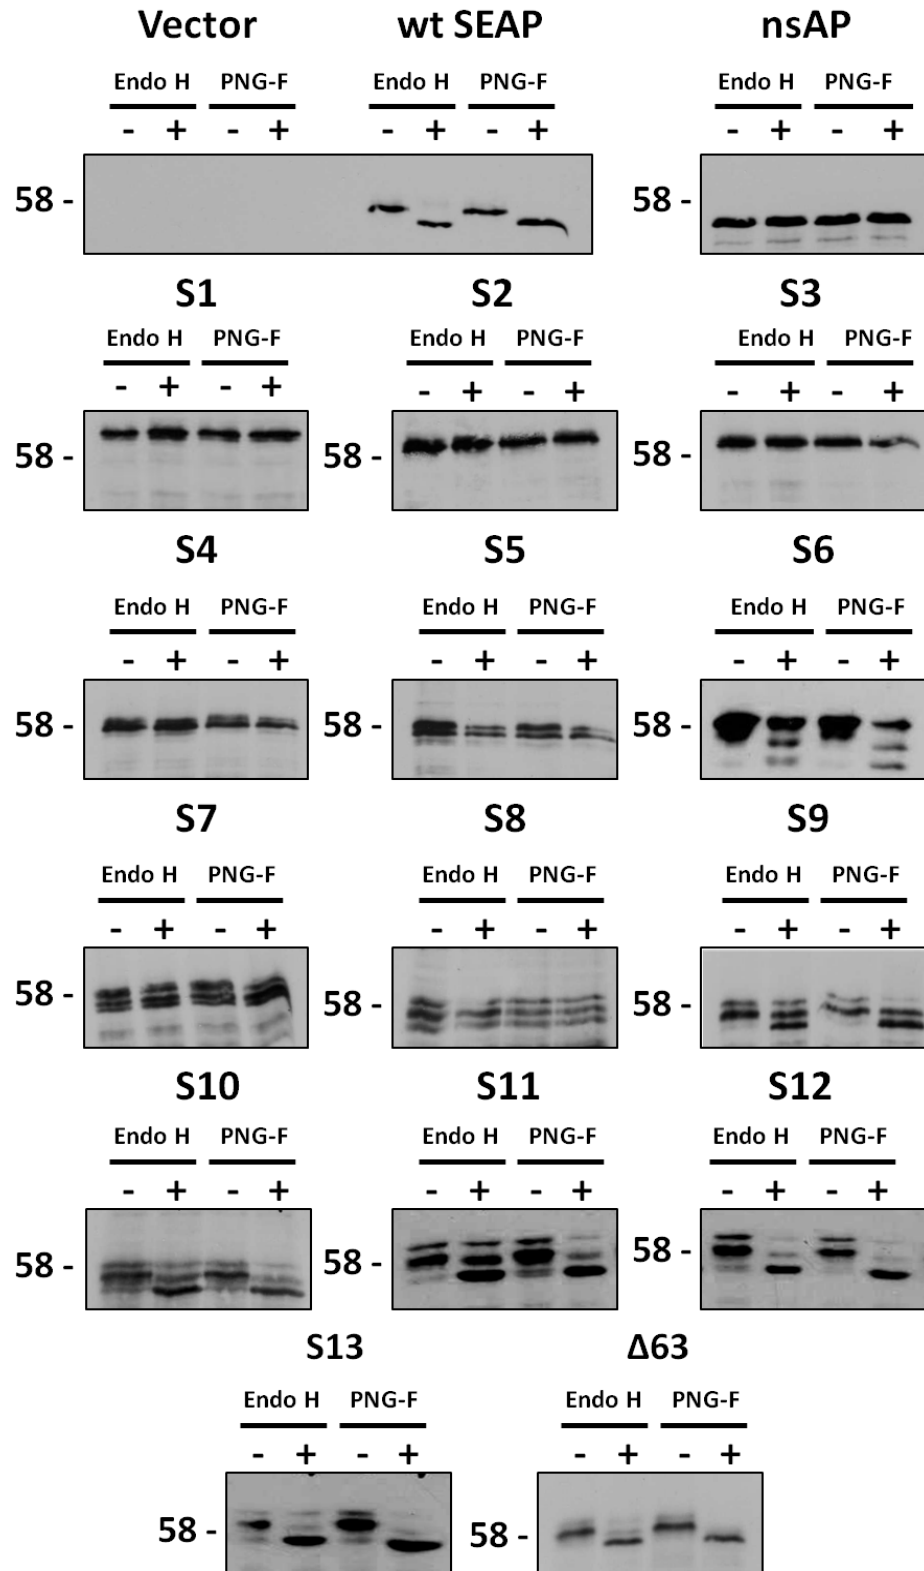 Vector wt SEAP nsAP
Endo H PNG-F Endo H PNG-F Endo H PNG-F
- + - + - + - + - + - +
58 - 58 -
S1 S2 S3
Endo H PNG-F Endo H PNG-F Endo H PNG-F
- + - + - + - + - + - +
58 - 58 - 58 -
S4 S5 S6
Endo H PNG-F Endo H PNG-F Endo H PNG-F
- + - + - + - + - + - +
58 - 58 - 58 -
S7 S8 S9
Endo H PNG-F Endo H PNG-F Endo H PNG-F
- + - + - + - + - + - +
58 - 58 - 58 -
S10 S11 S12
Endo H PNG-F Endo H PNG-F Endo H PNG-F
- + - + - + - + - + - +
58 - 58 - 58 -
S13 Δ63
Endo H PNG-F Endo H PNG-F
- + - + - + - +
58 - 58 -